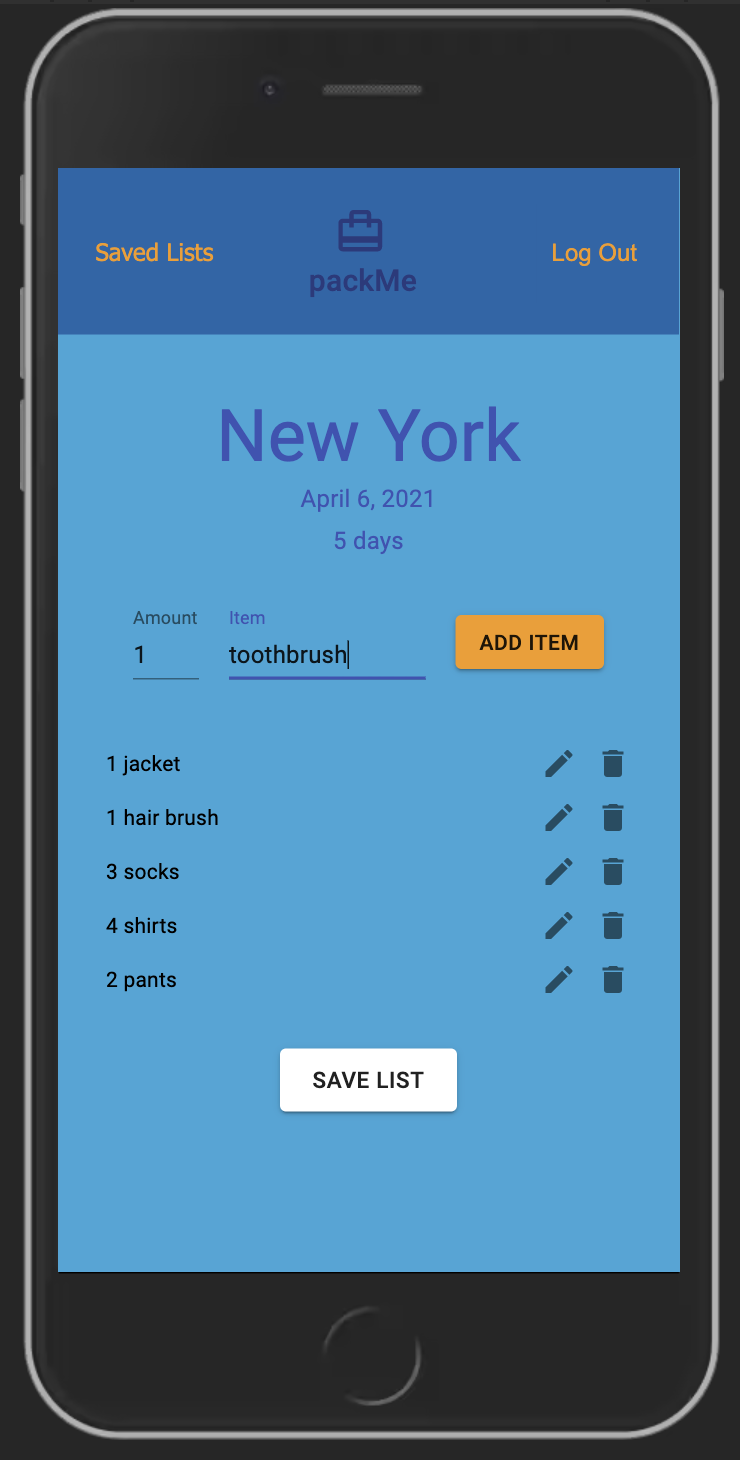 Saved Lists
packMe
Log Out
New York
April 6, 2021
5 days
Amount
Item
1
toothbrush
ADD ITEM
1 jacket
1 hair brush
3 socks
4 shirts
2 pants
SAVE LIST